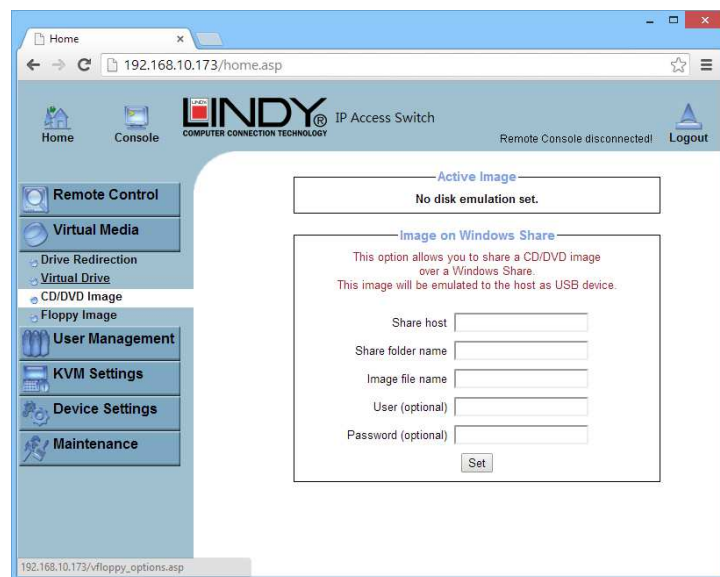 Home
192.168.10.173/home.asp
Home
Console
LINDY®
COMPUTER CONNECTION TECHNOLOGY
IP Access Switch
Remote Console disconnected!
Logout
Remote Control
Virtual Media
Drive Redirection
Virtual Drive
CD/DVD Image
Floppy Image
User Management
KVM Settings
Device Settings
Maintenance
Active Image
No disk emulation set.
Image on Windows Share
This option allows you to share a CD/DVD image
over a Windows Share.
This image will be emulated to the host as USB device.
Share host
Share folder name
Image file name
User (optional)
Password (optional)
Set
192.168.10.173/vfloppy_options.asp